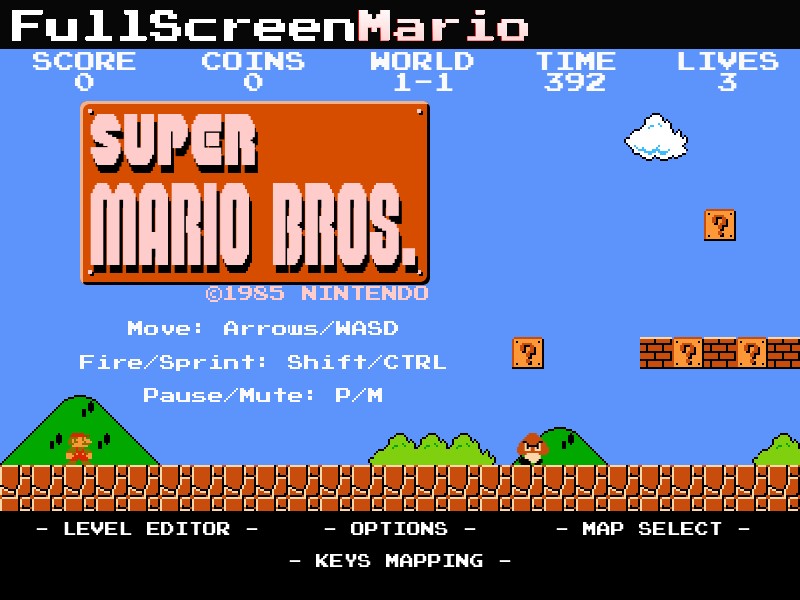 FullScreenMario
SCORE COINS WORLD TIME LIVES
0 0 1-1 392 3
SUPER
MARIO BROS.
©1985 NINTENDO
?
Move: Arrows/WASD
Fire/Sprint: Shift/CTRL
? ? ?
Pause/Mute: P/M
- LEVEL EDITOR - - OPTIONS - - MAP SELECT -
- KEYS MAPPING -